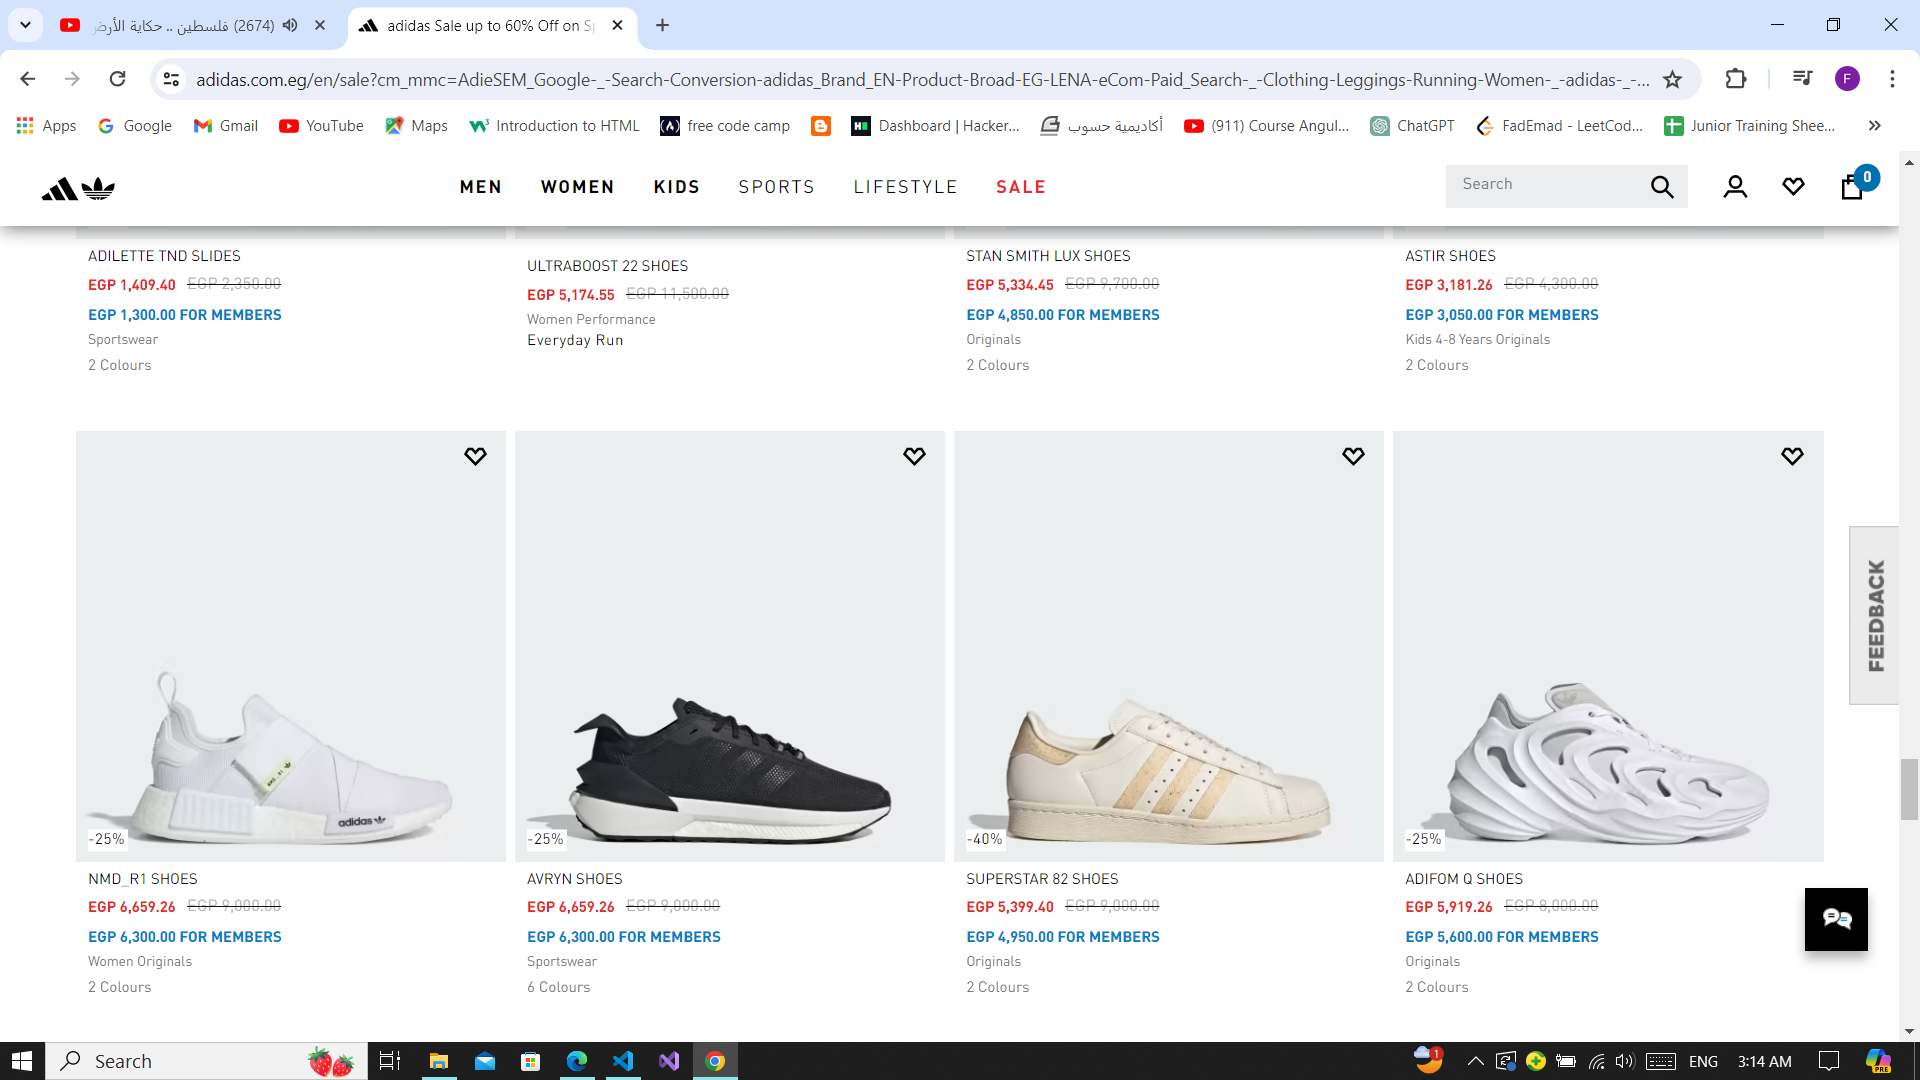 (2674) فلسطين .. حكاية الأرض
adidas Sale up to 60% Off on Sp
adidas.com.eg/en/sale?cm_mmc=AdieSEM_Google-_-Search-Conversion-adidas_Brand_EN-Product-Broad-EG-LENA-eCom-Paid_Search-_-Clothing-Leggings-Running-Women-_-adidas-_-...
F
Apps Google Gmail YouTube Maps Introduction to HTML free code camp Dashboard | Hacker... أكاديمية حسوب (911) Course Angul... ChatGPT FadEmad - LeetCod... Junior Training Shee...
MEN WOMEN KIDS SPORTS LIFESTYLE SALE Search 0
ADILETTE TND SLIDES
EGP 1,409.40 EGP 2,350.00
EGP 1,300.00 FOR MEMBERS
Sportswear
2 Colours
ULTRABOOST 22 SHOES
EGP 5,174.55 EGP 11,500.00
Women Performance
Everyday Run
STAN SMITH LUX SHOES
EGP 5,334.45 EGP 9,700.00
EGP 4,850.00 FOR MEMBERS
Originals
2 Colours
ASTIR SHOES
EGP 3,181.26 EGP 4,300.00
EGP 3,050.00 FOR MEMBERS
Kids 4-8 Years Originals
2 Colours
adidas
-25%
NMD_R1 SHOES
EGP 6,659.26 EGP 9,000.00
EGP 6,300.00 FOR MEMBERS
Women Originals
2 Colours
-25%
AVRYN SHOES
EGP 6,659.26 EGP 9,000.00
EGP 6,300.00 FOR MEMBERS
Sportswear
6 Colours
-40%
SUPERSTAR 82 SHOES
EGP 5,399.40 EGP 9,000.00
EGP 4,950.00 FOR MEMBERS
Originals
2 Colours
-25%
ADIFOM Q SHOES
EGP 5,919.26 EGP 8,000.00
EGP 5,600.00 FOR MEMBERS
Originals
2 Colours
FEEDBACK
Search
1
ENG
3:14 AM
PRE